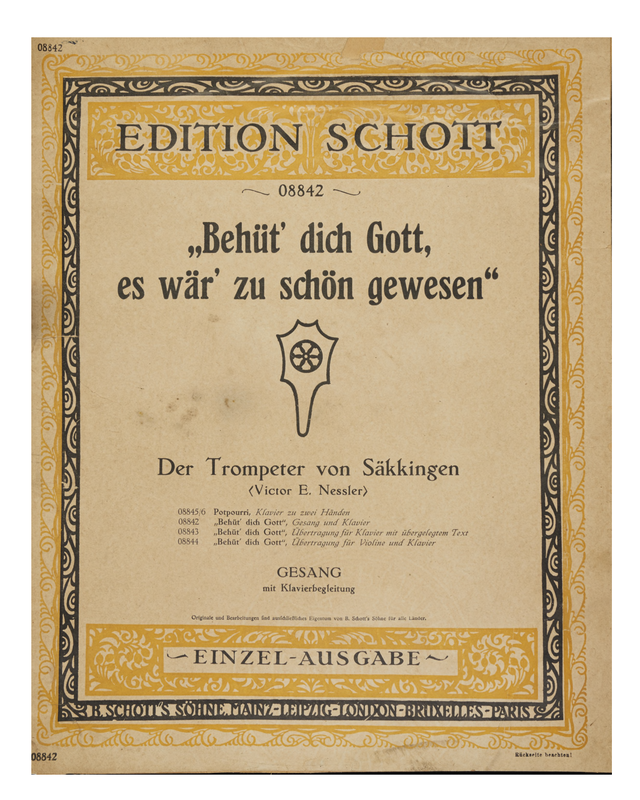 08842
EDITION SCHOTT
08842
„Behüt' dich Gott,
es wär' zu schön gewesen“
Der Trompeter von Säkkingen
(Victor E. Nessler)
08845/6 Potpourri, Klavier zu zwei Händen
08842 „Behüt' dich Gott“, Gesang und Klavier
08843 „Behüt' dich Gott“, Übertragung für Klavier mit übergelegtem Text
08844 „Behüt' dich Gott“, Übertragung für Violine und Klavier
GESANG
mit Klavierbegleitung
Originale und Bearbeitungen sind ausschließliches Eigentum von B. Schott's Söhne für alle Länder.
EINZEL-AUSGABE
B. SCHOTT'S SÖHNE, MAINZ-LEIPZIG-LONDON-BRUXELLES-PARIS
08842
Rückseite beachten!